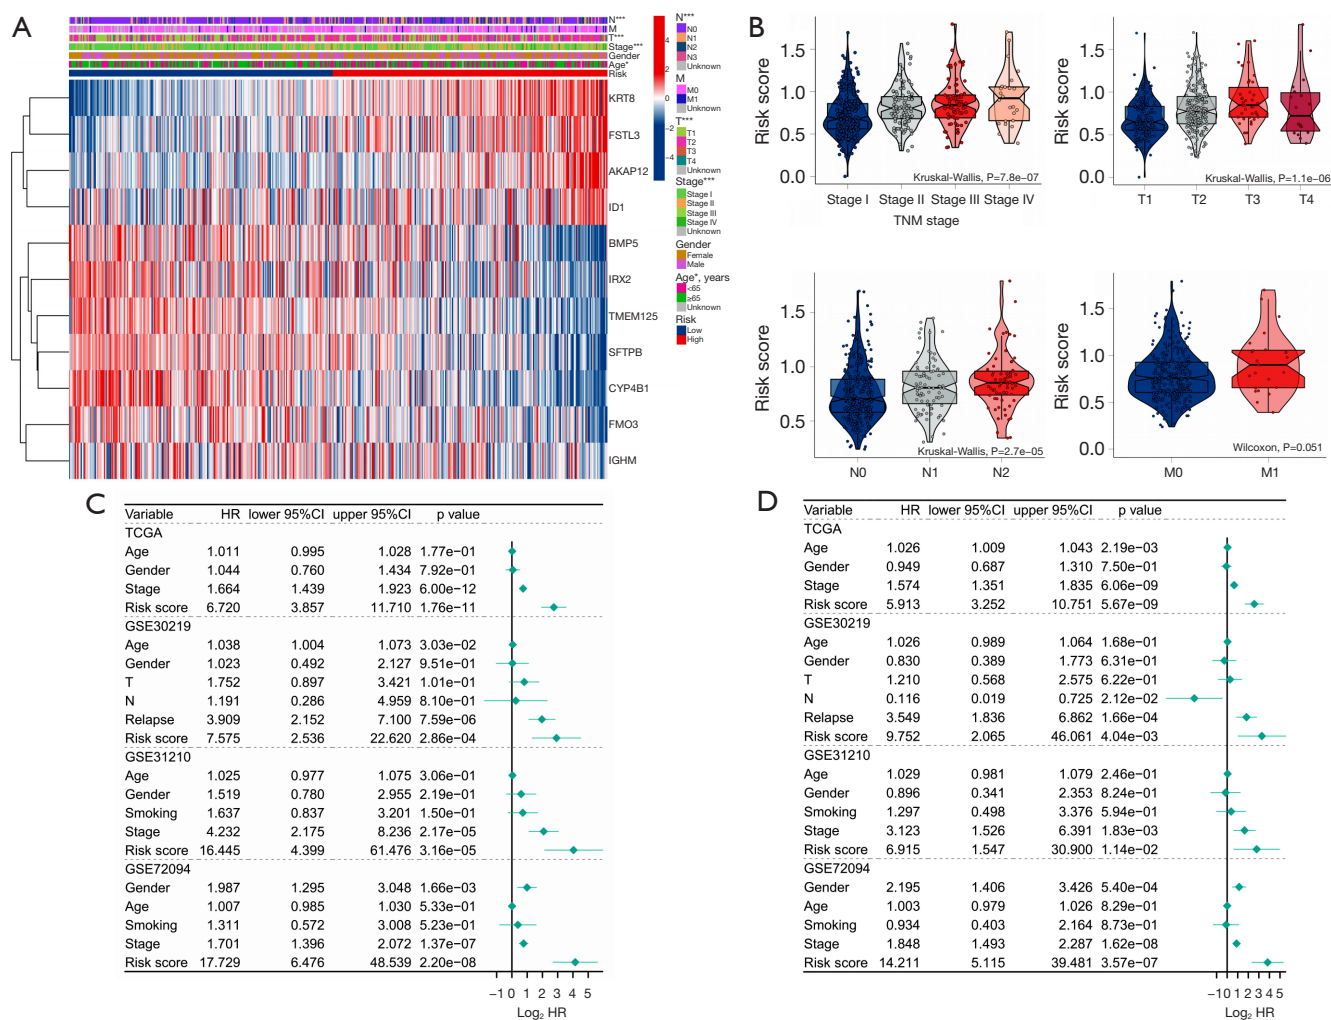 A
N***
M
T***
Stage***
Gender
Age*
Risk
KRT8
FSTL3
AKAP12
ID1
BMP5
IRX2
TMEM125
SFTPB
CYP4B1
FMO3
IGHM
4
2
0
−2
−4
N***
N0
N1
N2
N3
Unknown
M
M0
M1
Unknown
T***
T1
T2
T3
T4
Unknown
Stage***
Stage I
Stage II
Stage III
Stage IV
Unknown
Gender
Female
Male
Age*, years
<65
≥65
Unknown
Risk
Low
High
B
Risk score
1.5
1.0
0.5
0.0
Kruskal-Wallis, P=7.8e−07
Stage I Stage II Stage III Stage IV
TNM stage
Risk score
1.5
1.0
0.5
0.0
Kruskal-Wallis, P=1.1e−06
T1 T2 T3 T4
Risk score
1.5
1.0
0.5
Kruskal-Wallis, P=2.7e−05
N0 N1 N2
Risk score
1.5
1.0
0.5
0.0
Wilcoxon, P=0.051
M0 M1
C
Variable HR lower 95%CI upper 95%CI p value
TCGA
Age 1.011 0.995 1.028 1.77e−01
Gender 1.044 0.760 1.434 7.92e−01
Stage 1.664 1.439 1.923 6.00e−12
Risk score 6.720 3.857 11.710 1.76e−11
GSE30219
Age 1.038 1.004 1.073 3.03e−02
Gender 1.023 0.492 2.127 9.51e−01
T 1.752 0.897 3.421 1.01e−01
N 1.191 0.286 4.959 8.10e−01
Relapse 3.909 2.152 7.100 7.59e−06
Risk score 7.575 2.536 22.620 2.86e−04
GSE31210
Age 1.025 0.977 1.075 3.06e−01
Gender 1.519 0.780 2.955 2.19e−01
Smoking 1.637 0.837 3.201 1.50e−01
Stage 4.232 2.175 8.236 2.17e−05
Risk score 16.445 4.399 61.476 3.16e−05
GSE72094
Gender 1.987 1.295 3.048 1.66e−03
Age 1.007 0.985 1.030 5.33e−01
Smoking 1.311 0.572 3.008 5.23e−01
Stage 1.701 1.396 2.072 1.37e−07
Risk score 17.729 6.476 48.539 2.20e−08
−1 0 1 2 3 4 5
Log₂ HR
D
Variable HR lower 95%CI upper 95%CI p value
TCGA
Age 1.026 1.009 1.043 2.19e−03
Gender 0.949 0.687 1.310 7.50e−01
Stage 1.574 1.351 1.835 6.06e−09
Risk score 5.913 3.252 10.751 5.67e−09
GSE30219
Age 1.026 0.989 1.064 1.68e−01
Gender 0.830 0.389 1.773 6.31e−01
T 1.210 0.568 2.575 6.22e−01
N 0.116 0.019 0.725 2.12e−02
Relapse 3.549 1.836 6.862 1.66e−04
Risk score 9.752 2.065 46.061 4.04e−03
GSE31210
Age 1.029 0.981 1.079 2.46e−01
Gender 0.896 0.341 2.353 8.24e−01
Smoking 1.297 0.498 3.376 5.94e−01
Stage 3.123 1.526 6.391 1.83e−03
Risk score 6.915 1.547 30.900 1.14e−02
GSE72094
Gender 2.195 1.406 3.426 5.40e−04
Age 1.003 0.979 1.026 8.29e−01
Smoking 0.934 0.403 2.164 8.73e−01
Stage 1.848 1.493 2.287 1.62e−08
Risk score 14.211 5.115 39.481 3.57e−07
−1 0 1 2 3 4 5
Log₂ HR